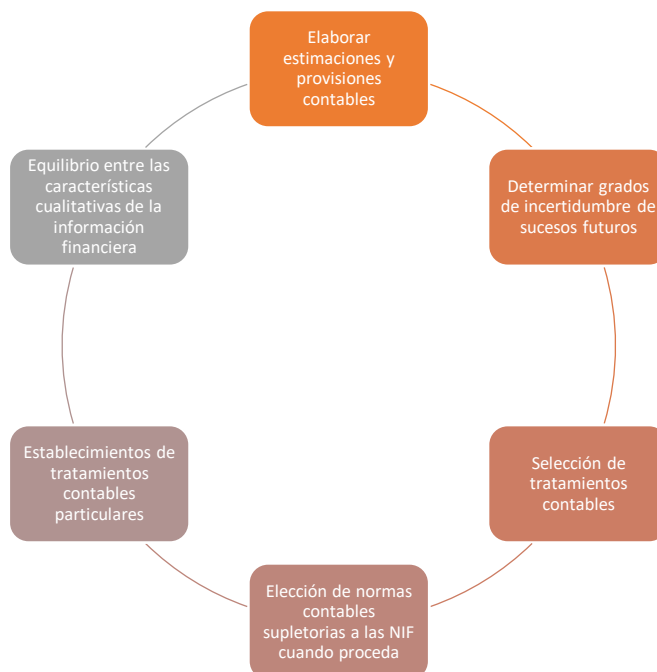 Elaborar
estimaciones y
provisiones
contables
Determinar grados
de incertidumbre de
sucesos futuros
Selección de
tratamientos
contables
Elección de normas
contables
supletorias a las NIF
cuando proceda
Establecimientos de
tratamientos
contables
particulares
Equilibrio entre las
características
cualitativas de la
información
financiera